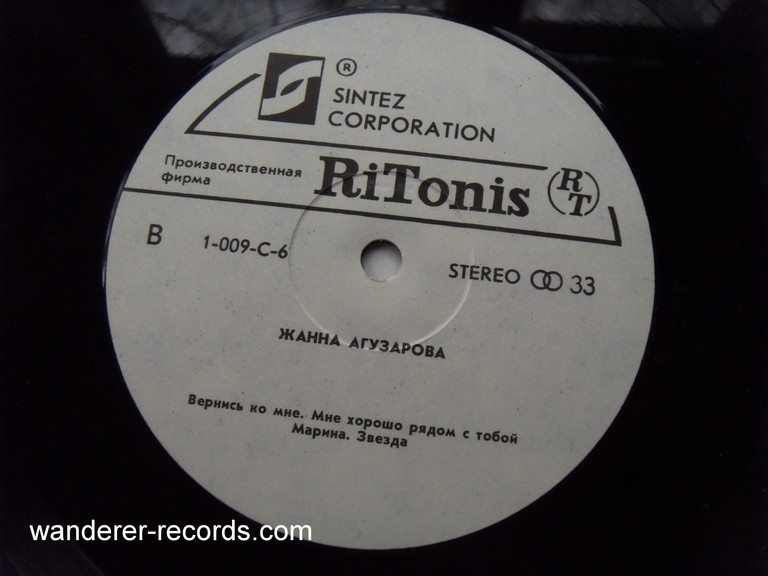 ®
SINTEZ
CORPORATION
Производственная
фирма
RiTonis
RT
B 1-009-C-6
STEREO 33
ЖАННА АГУЗАРОВА
Вернись ко мне. Мне хорошо рядом с тобой
Марина. Звезда
wanderer-records.com